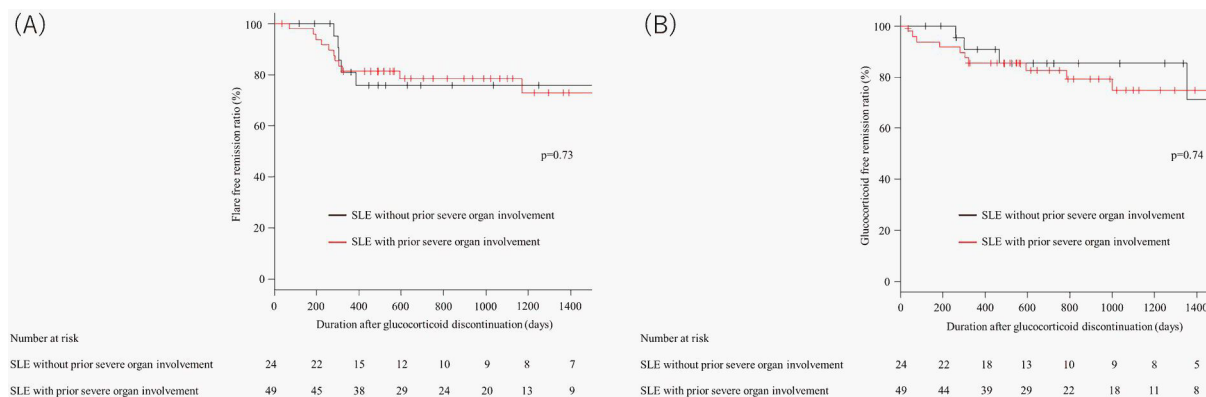 (A)
100
80
60
40
20
0
Flare free remission ratio (%)
p=0.73
SLE without prior severe organ involvement
SLE with prior severe organ involvement
0 200 400 600 800 1000 1200 1400
Duration after glucocorticoid discontinuation (days)
Number at risk
SLE without prior severe organ involvement 24 22 15 12 10 9 8 7
SLE with prior severe organ involvement 49 45 38 29 24 20 13 9
(B)
100
80
60
40
20
0
Glucocorticoid free remission ratio (%)
p=0.74
SLE without prior severe organ involvement
SLE with prior severe organ involvement
0 200 400 600 800 1000 1200 1400
Duration after glucocorticoid discontinuation (days)
Number at risk
SLE without prior severe organ involvement 24 22 18 13 10 9 8 5
SLE with prior severe organ involvement 49 44 39 29 22 18 11 8